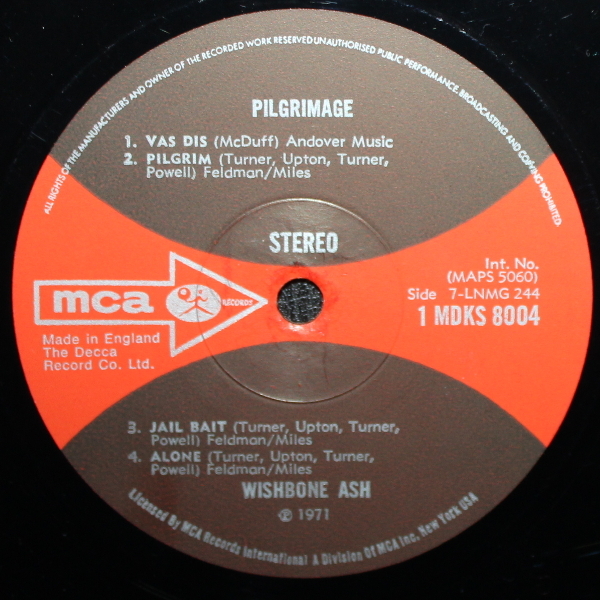 ALL RIGHTS OF THE MANUFACTURERS AND OWNER OF THE RECORDED WORK RESERVED UNAUTHORISED PUBLIC PERFORMANCE, BROADCASTING AND COPYING PROHIBITED.
PILGRIMAGE
1. VAS DIS (McDuff) Andover Music
2. PILGRIM (Turner, Upton, Turner,
Powell) Feldman/Miles
STEREO
mca RECORDS
Made in England
The Decca
Record Co. Ltd.
Int. No.
(MAPS 5060)
Side 7-LNMG 244
1 MDKS 8004
3. JAIL BAIT (Turner, Upton, Turner,
Powell) Feldman/Miles
4. ALONE (Turner, Upton, Turner,
Powell) Feldman/Miles
WISHBONE ASH
℗ 1971
Licensed By MCA Records International A Division Of MCA Inc. New York USA